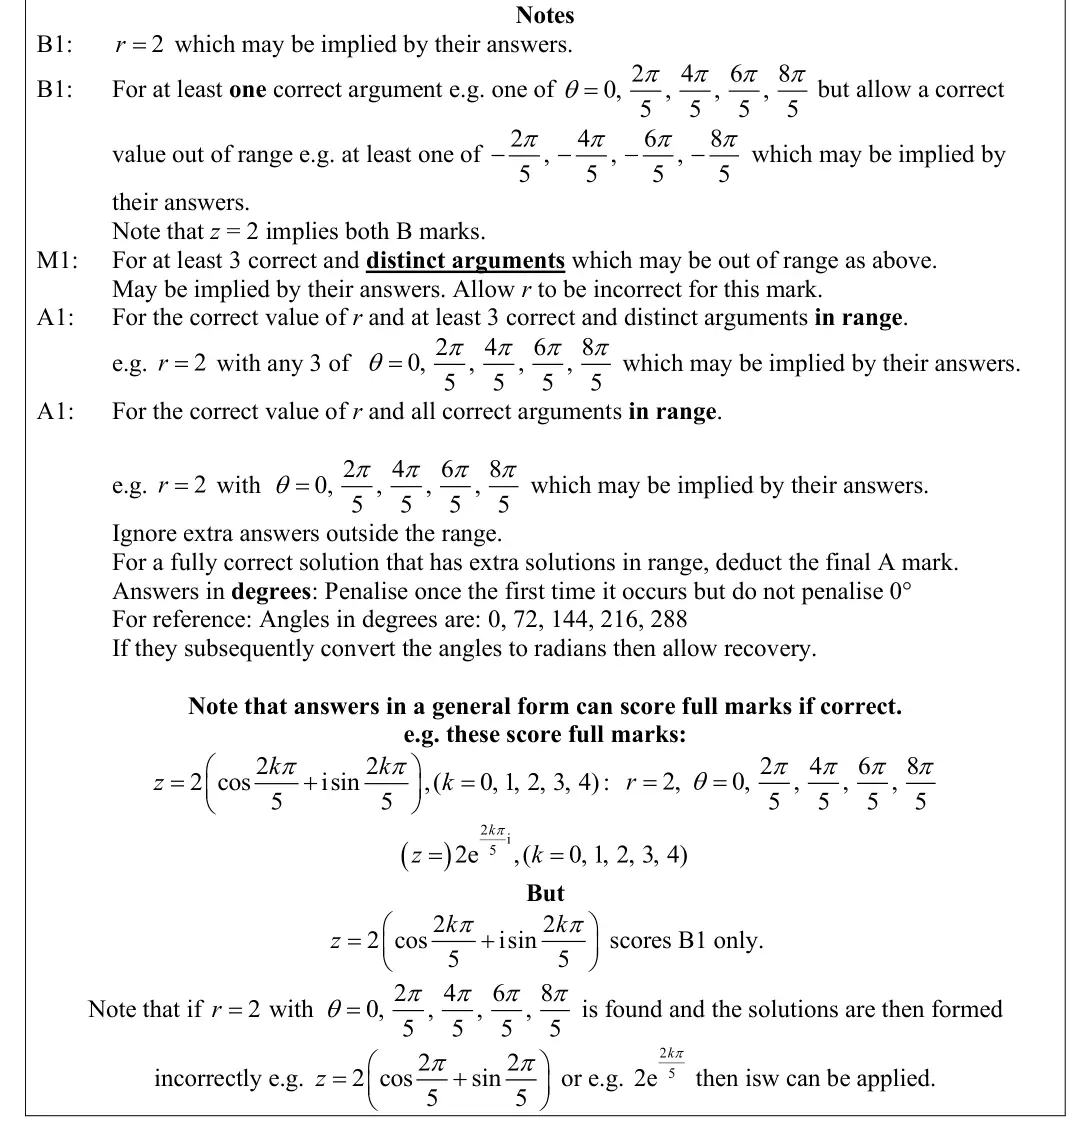 Notes
B1: r = 2 which may be implied by their answers.
B1: For at least one correct argument e.g. one of θ = 0, 2π/5, 4π/5, 6π/5, 8π/5 but allow a correct
value out of range e.g. at least one of −2π/5, −4π/5, −6π/5, −8π/5 which may be implied by
their answers.
Note that z = 2 implies both B marks.
M1: For at least 3 correct and distinct arguments which may be out of range as above.
May be implied by their answers. Allow r to be incorrect for this mark.
A1: For the correct value of r and at least 3 correct and distinct arguments in range.
e.g. r = 2 with any 3 of θ = 0, 2π/5, 4π/5, 6π/5, 8π/5 which may be implied by their answers.
A1: For the correct value of r and all correct arguments in range.
e.g. r = 2 with θ = 0, 2π/5, 4π/5, 6π/5, 8π/5 which may be implied by their answers.
Ignore extra answers outside the range.
For a fully correct solution that has extra solutions in range, deduct the final A mark.
Answers in degrees: Penalise once the first time it occurs but do not penalise 0°
For reference: Angles in degrees are: 0, 72, 144, 216, 288
If they subsequently convert the angles to radians then allow recovery.
Note that answers in a general form can score full marks if correct.
e.g. these score full marks:
z = 2(cos 2kπ/5 + i sin 2kπ/5), (k = 0, 1, 2, 3, 4): r = 2, θ = 0, 2π/5, 4π/5, 6π/5, 8π/5
(z =) 2e^(2kπ/5 i), (k = 0, 1, 2, 3, 4)
But
z = 2(cos 2kπ/5 + i sin 2kπ/5) scores B1 only.
Note that if r = 2 with θ = 0, 2π/5, 4π/5, 6π/5, 8π/5 is found and the solutions are then formed
incorrectly e.g. z = 2(cos 2π/5 + sin 2π/5) or e.g. 2e^(2kπ/5) then isw can be applied.